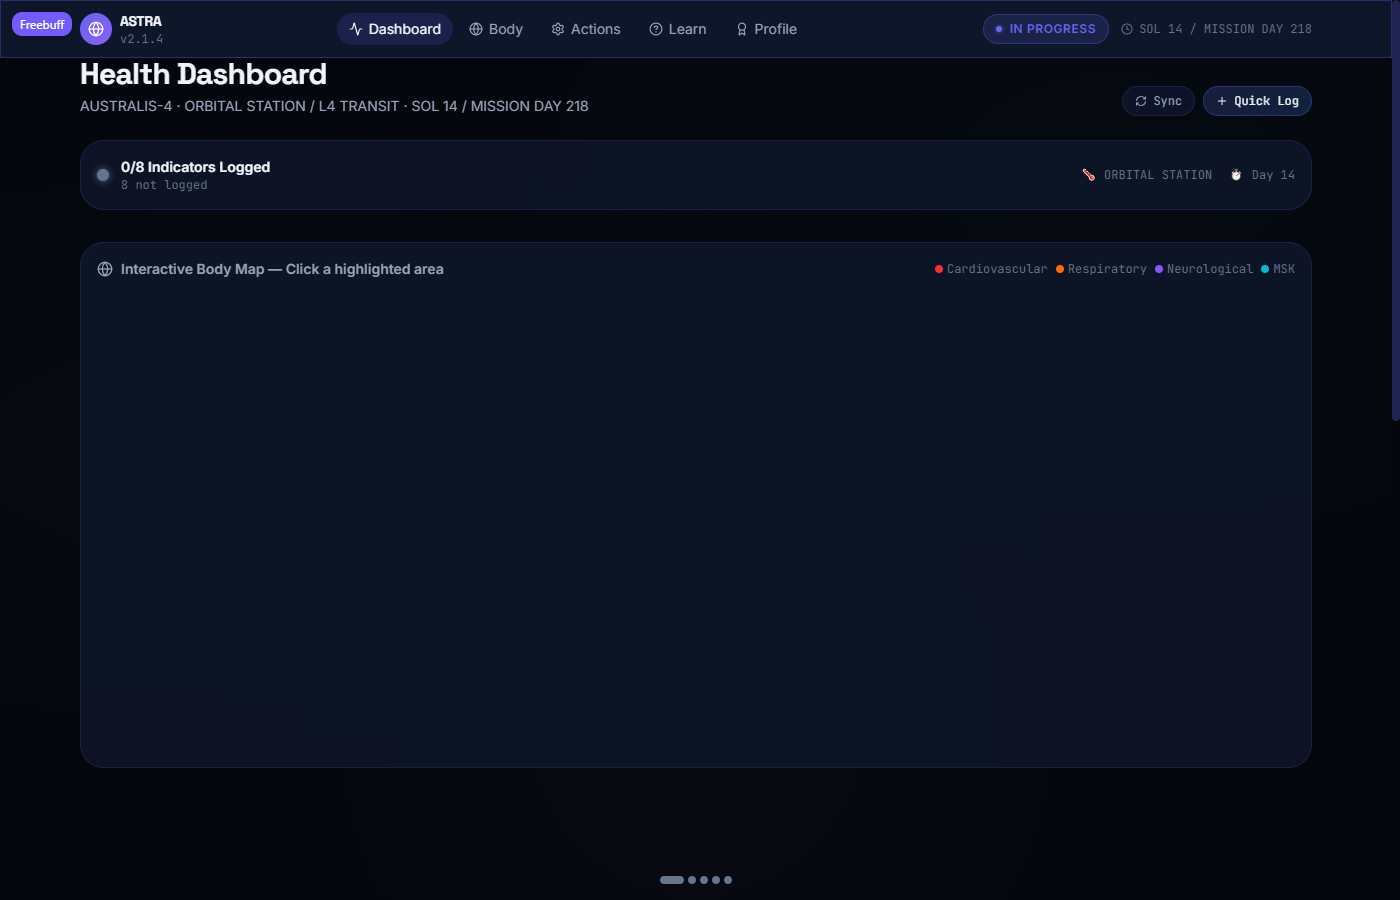 Freebuff
ASTRA
v2.1.4
Dashboard
Body
Actions
Learn
Profile
IN PROGRESS
SOL 14 / MISSION DAY 218
Health Dashboard
AUSTRALIS-4 · ORBITAL STATION / L4 TRANSIT · SOL 14 / MISSION DAY 218
Sync
+ Quick Log
0/8 Indicators Logged
8 not logged
ORBITAL STATION
Day 14
Interactive Body Map — Click a highlighted area
Cardiovascular
Respiratory
Neurological
MSK